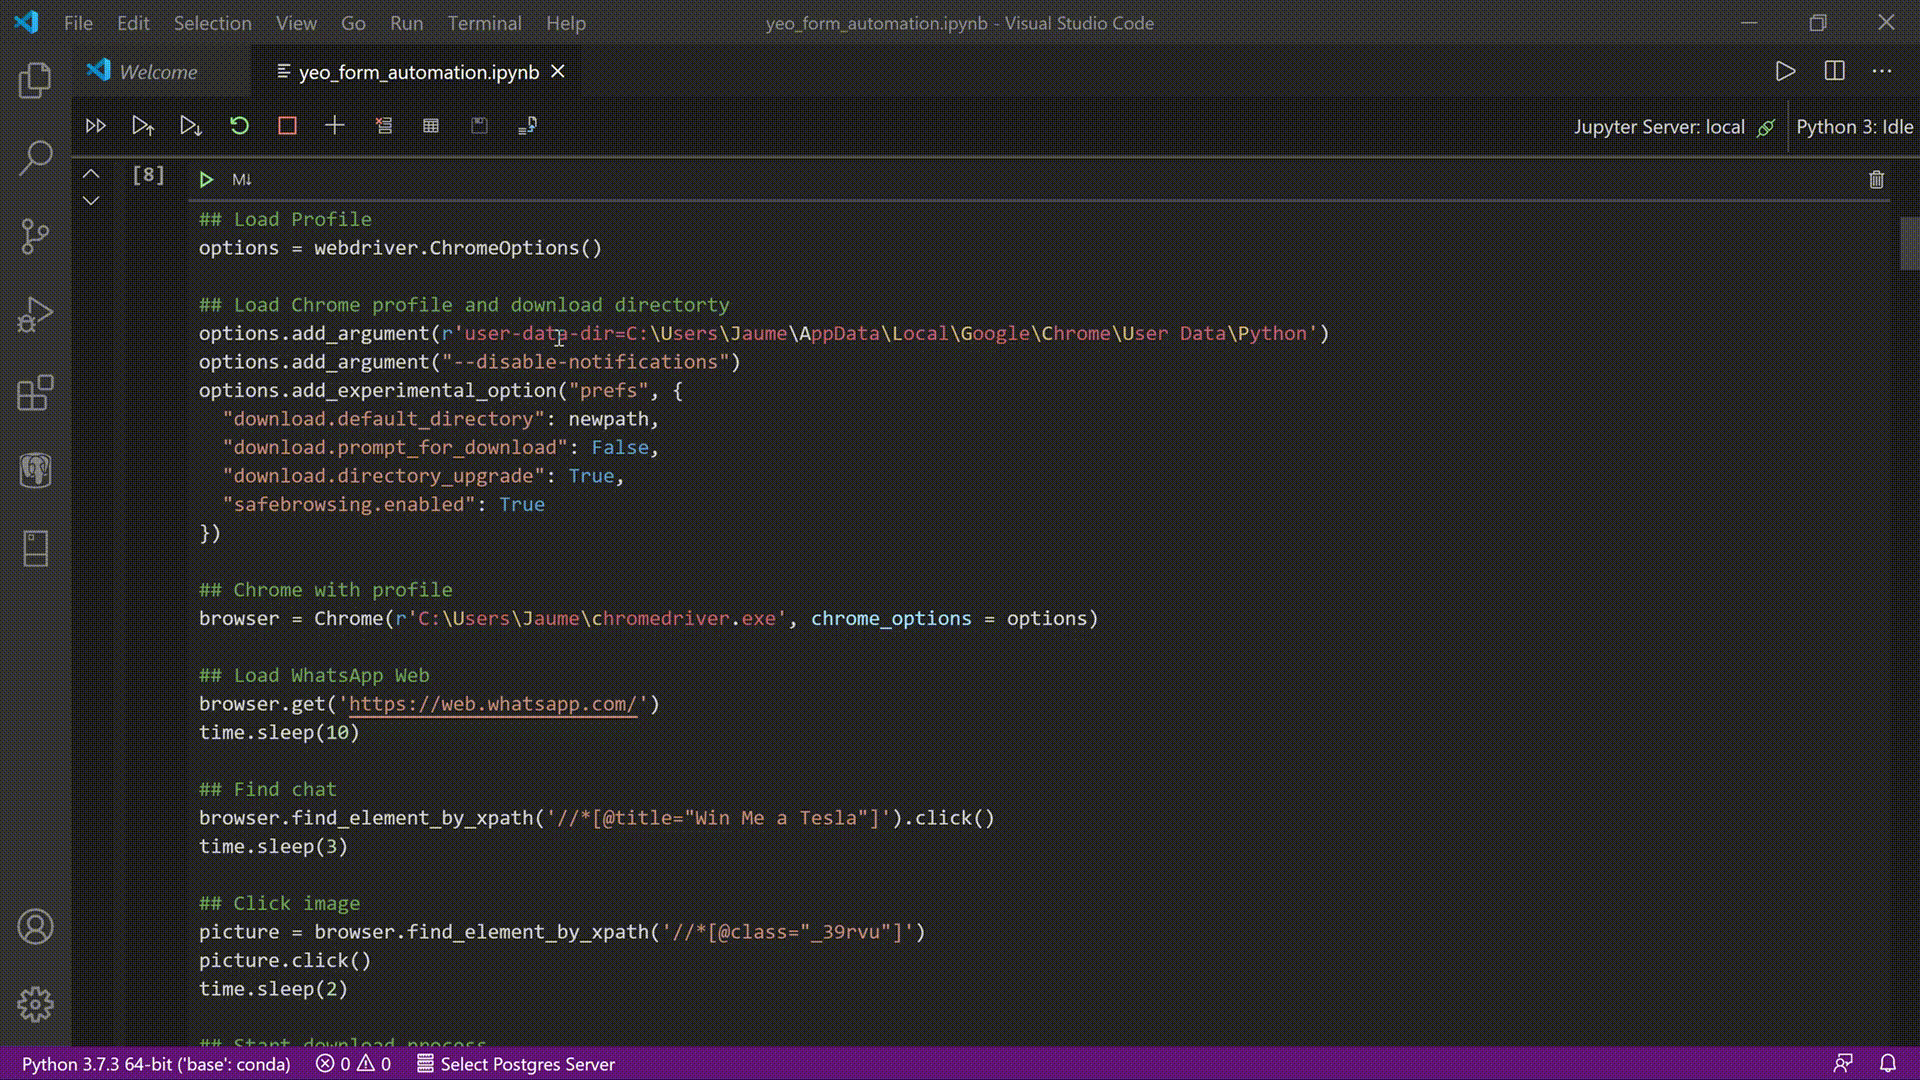 File Edit Selection View Go Run Terminal Help yeo_form_automation.ipynb - Visual Studio Code
Welcome yeo_form_automation.ipynb
Jupyter Server: local Python 3: Idle
[8] M↓
## Load Profile
options = webdriver.ChromeOptions()
## Load Chrome profile and download directorty
options.add_argument(r'user-data-dir=C:\Users\Jaume\AppData\Local\Google\Chrome\User Data\Python')
options.add_argument("--disable-notifications")
options.add_experimental_option("prefs", {
"download.default_directory": newpath,
"download.prompt_for_download": False,
"download.directory_upgrade": True,
"safebrowsing.enabled": True
})
## Chrome with profile
browser = Chrome(r'C:\Users\Jaume\chromedriver.exe', chrome_options = options)
## Load WhatsApp Web
browser.get('https://web.whatsapp.com/')
time.sleep(10)
## Find chat
browser.find_element_by_xpath('//*[@title="Win Me a Tesla"]').click()
time.sleep(3)
## Click image
picture = browser.find_element_by_xpath('//*[@class="_39rvu"]')
picture.click()
time.sleep(2)
## Start download process
Python 3.7.3 64-bit ('base': conda) 0 0 Select Postgres Server